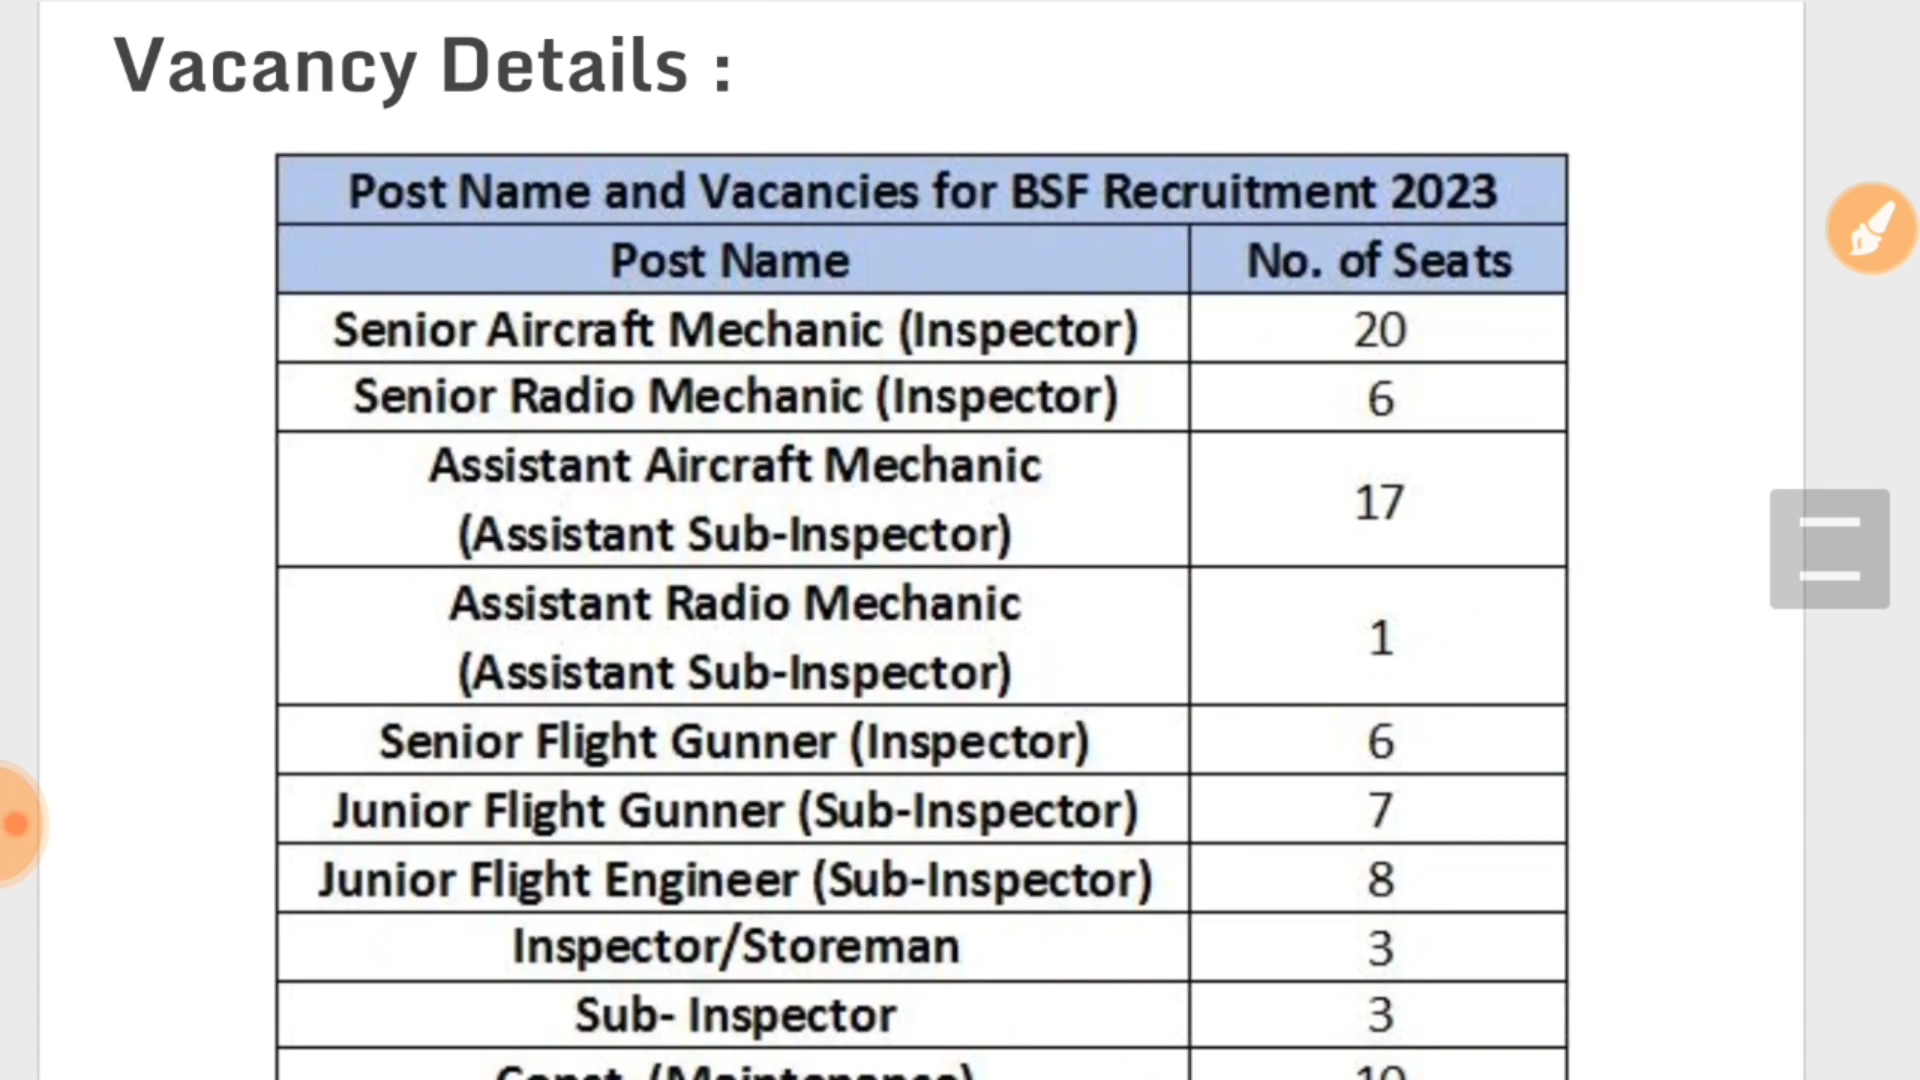 Vacancy Details :
Post Name and Vacancies for BSF Recruitment 2023
Post Name No. of Seats
Senior Aircraft Mechanic (Inspector) 20
Senior Radio Mechanic (Inspector) 6
Assistant Aircraft Mechanic
(Assistant Sub-Inspector) 17
Assistant Radio Mechanic
(Assistant Sub-Inspector) 1
Senior Flight Gunner (Inspector) 6
Junior Flight Gunner (Sub-Inspector) 7
Junior Flight Engineer (Sub-Inspector) 8
Inspector/Storeman 3
Sub- Inspector 3
Const. (Maintenance) 10